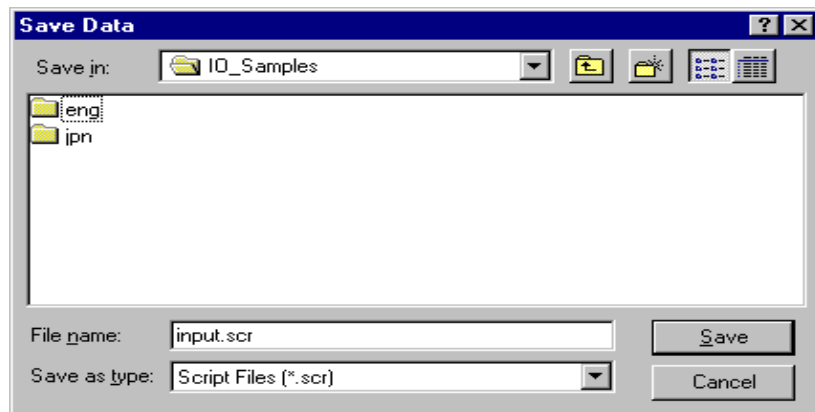 Save Data
Save in: IO_Samples
eng
jpn
File name: input.scr
Save
Save as type: Script Files (*.scr)
Cancel